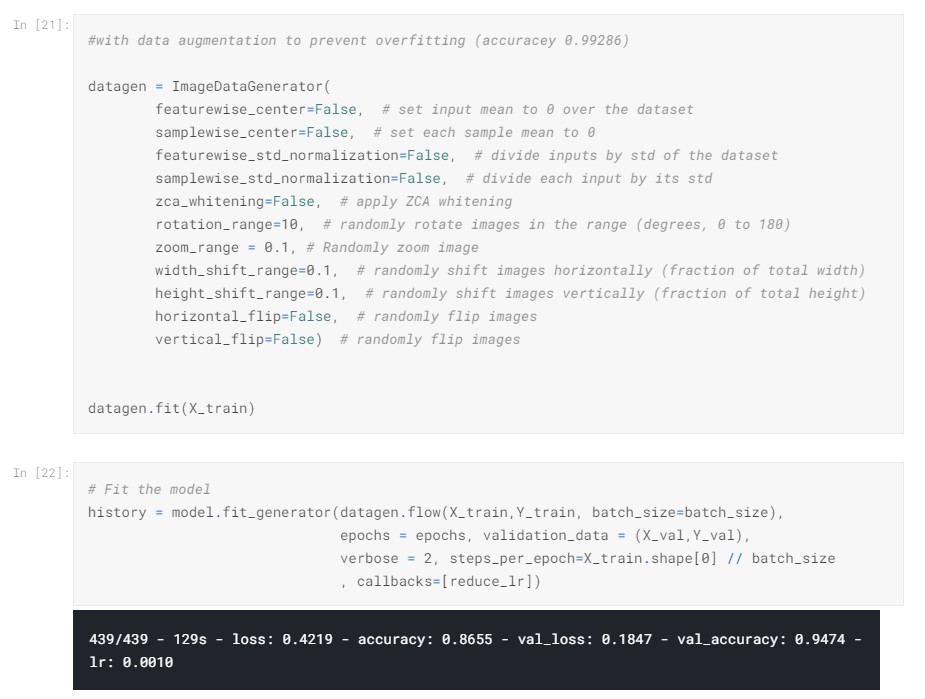 In [21]:
#with data augmentation to prevent overfitting (accuracey 0.99286)
datagen = ImageDataGenerator(
        featurewise_center=False,  # set input mean to 0 over the dataset
        samplewise_center=False,  # set each sample mean to 0
        featurewise_std_normalization=False,  # divide inputs by std of the dataset
        samplewise_std_normalization=False,  # divide each input by its std
        zca_whitening=False,  # apply ZCA whitening
        rotation_range=10,  # randomly rotate images in the range (degrees, 0 to 180)
        zoom_range = 0.1, # Randomly zoom image
        width_shift_range=0.1,  # randomly shift images horizontally (fraction of total width)
        height_shift_range=0.1,  # randomly shift images vertically (fraction of total height)
        horizontal_flip=False,  # randomly flip images
        vertical_flip=False)  # randomly flip images
datagen.fit(X_train)
In [22]:
# Fit the model
history = model.fit_generator(datagen.flow(X_train,Y_train, batch_size=batch_size),
                              epochs = epochs, validation_data = (X_val,Y_val),
                              verbose = 2, steps_per_epoch=X_train.shape[0] // batch_size
                              , callbacks=[reduce_lr])
439/439 - 129s - loss: 0.4219 - accuracy: 0.8655 - val_loss: 0.1847 - val_accuracy: 0.9474 -
lr: 0.0010